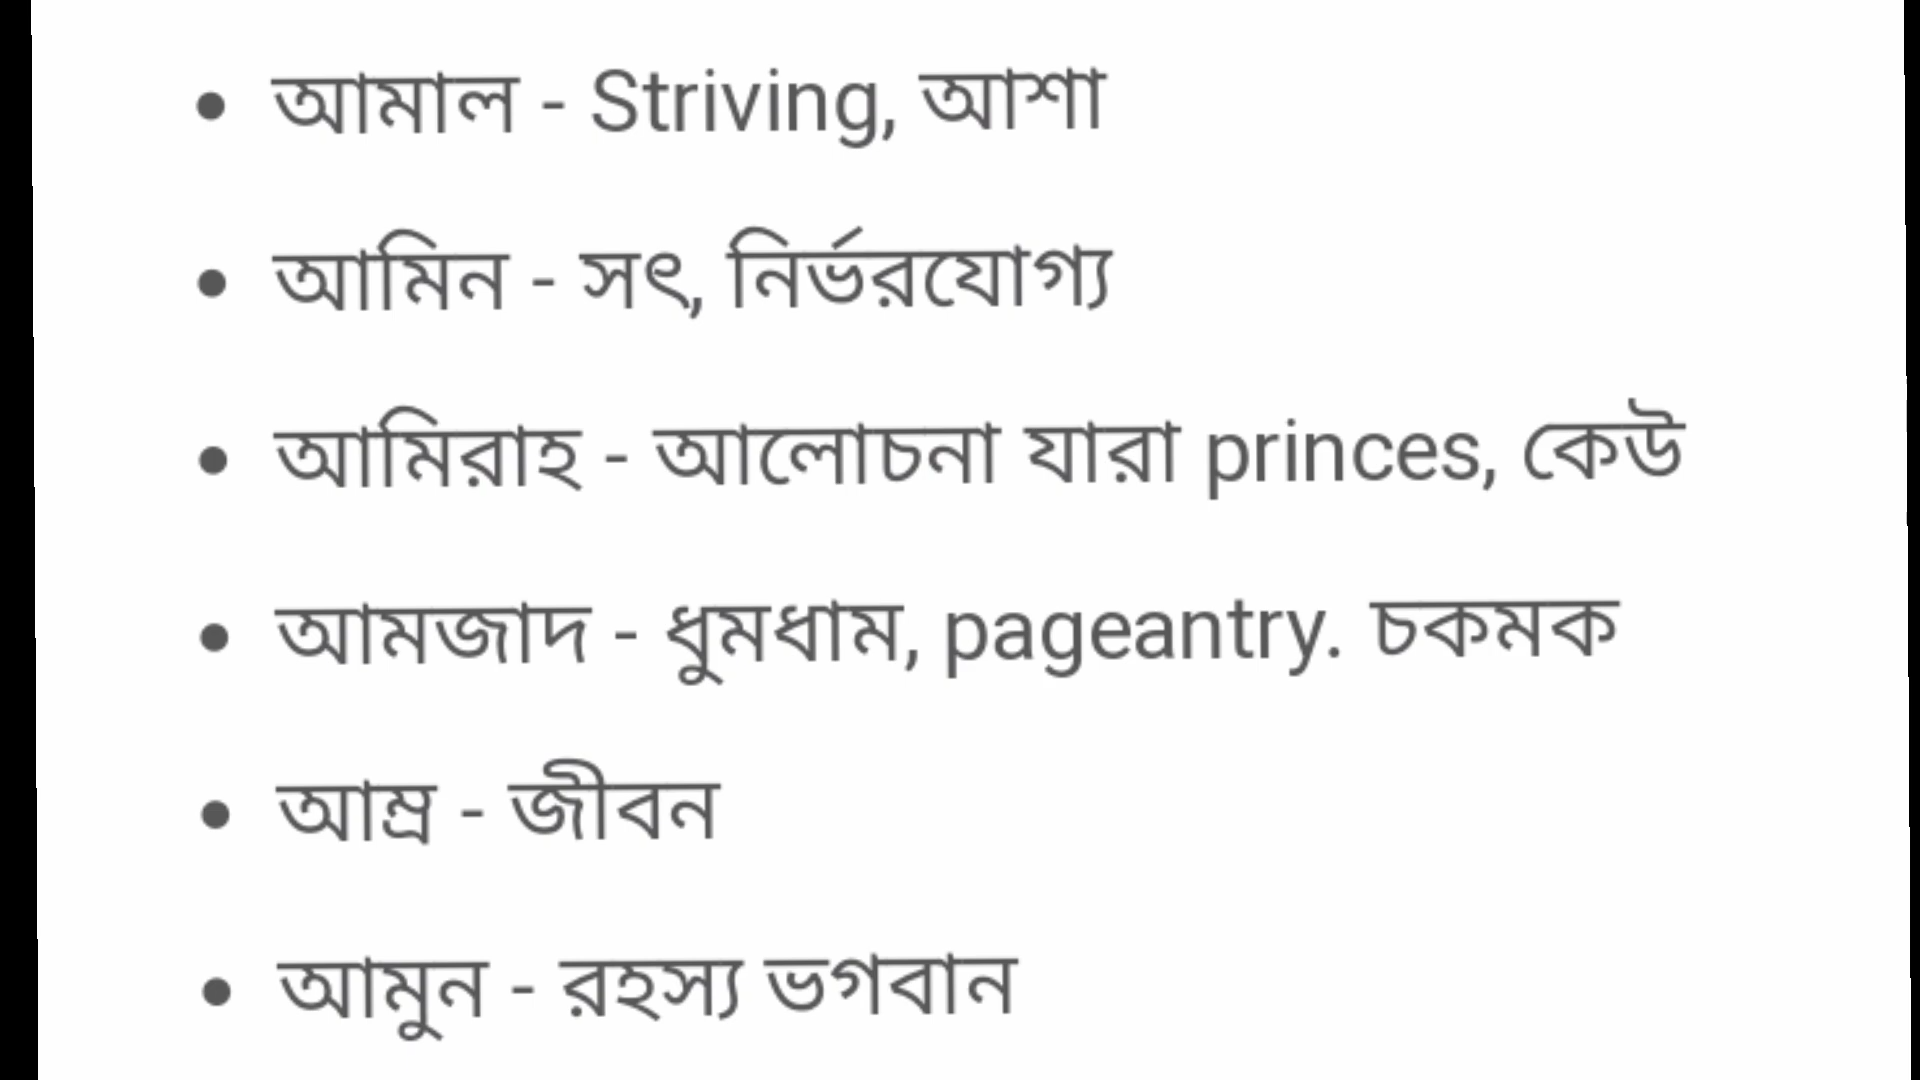 • আমাল - Striving, আশা
• আমিন - সৎ, নির্ভরযোগ্য
• আমিরাহ - আলোচনা যারা princes, কেউ
• আমজাদ - ধুমধাম, pageantry. চকমক
• আম্র - জীবন
• আমুন - রহস্য ভগবান